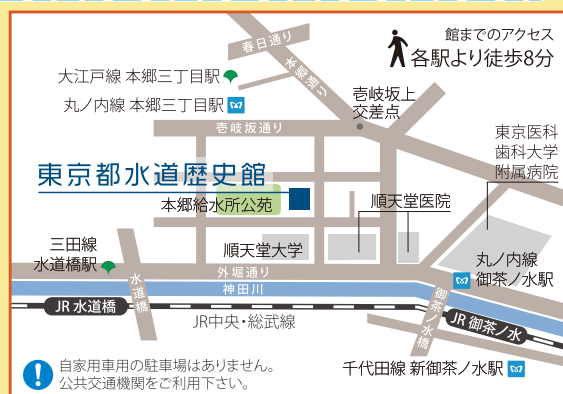 春日通り
本郷通り
館までのアクセス
各駅より徒歩8分
大江戸線 本郷三丁目駅
丸ノ内線 本郷三丁目駅
壱岐坂上
交差点
壱岐坂通り
東京医科
歯科大学
附属病院
東京都水道歴史館
本郷給水所公苑
順天堂医院
三田線
水道橋駅
順天堂大学
丸ノ内線
御茶ノ水駅
外堀通り
水道橋
神田川
御茶ノ水橋
JR 水道橋
JR中央・総武線
JR 御茶ノ水
自家用車用の駐車場はありません。
公共交通機関をご利用下さい。
千代田線 新御茶ノ水駅